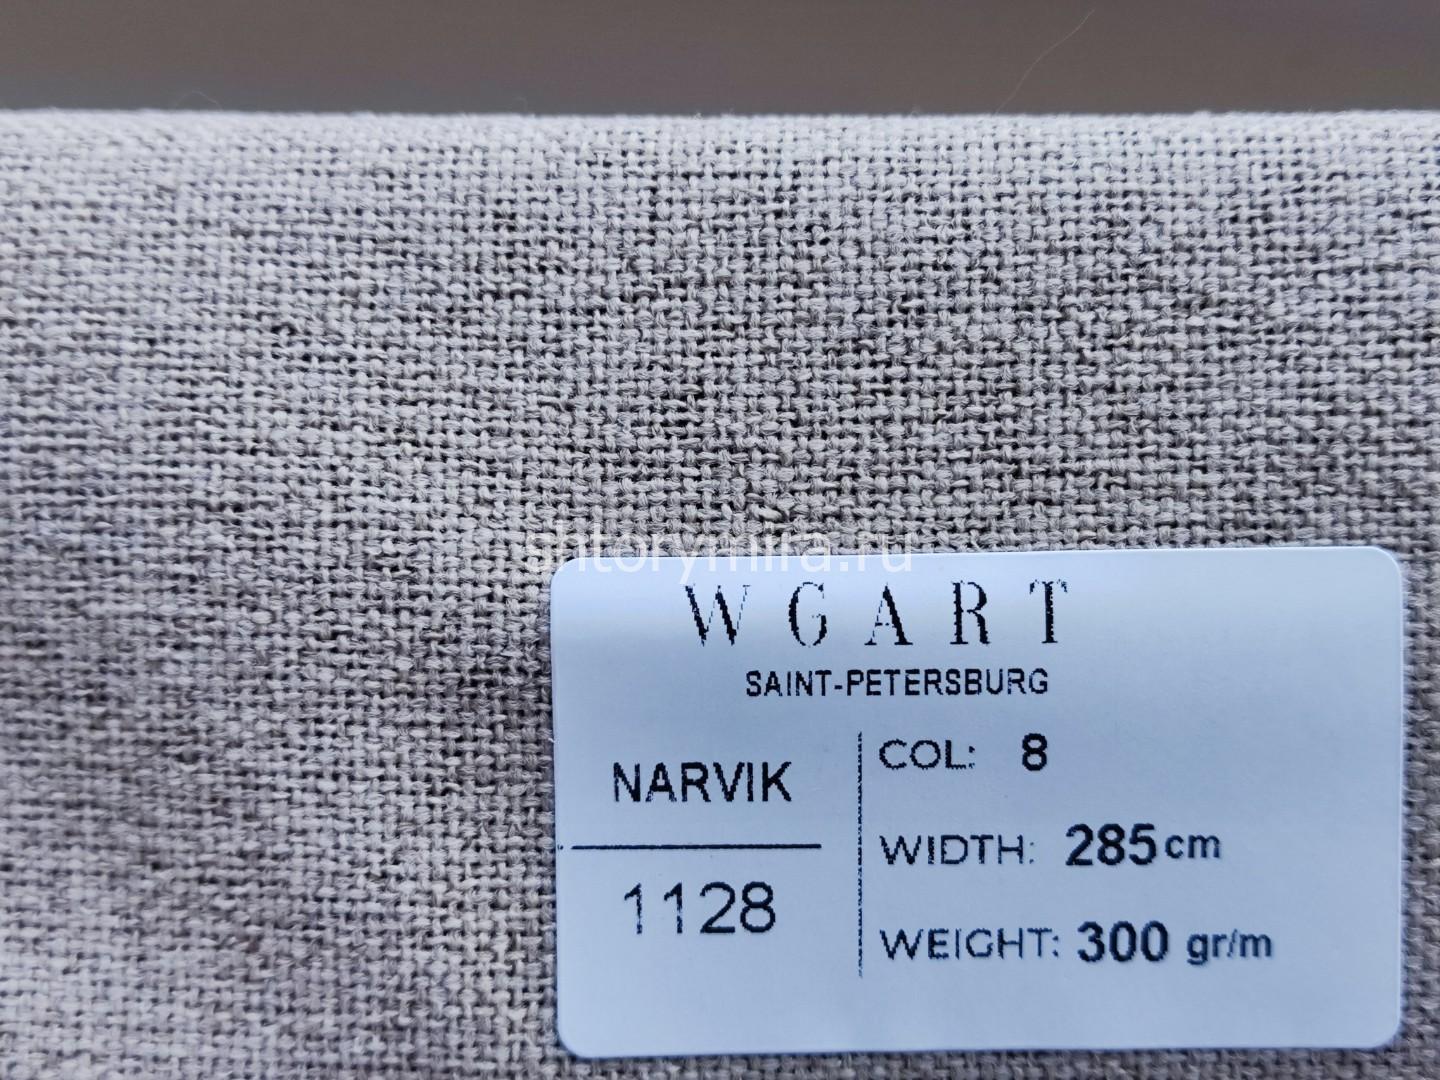 shtorymira.ru
WGART
SAINT-PETERSBURG
NARVIK
1128
COL: 8
WIDTH: 285 cm
WEIGHT: 300 gr/m